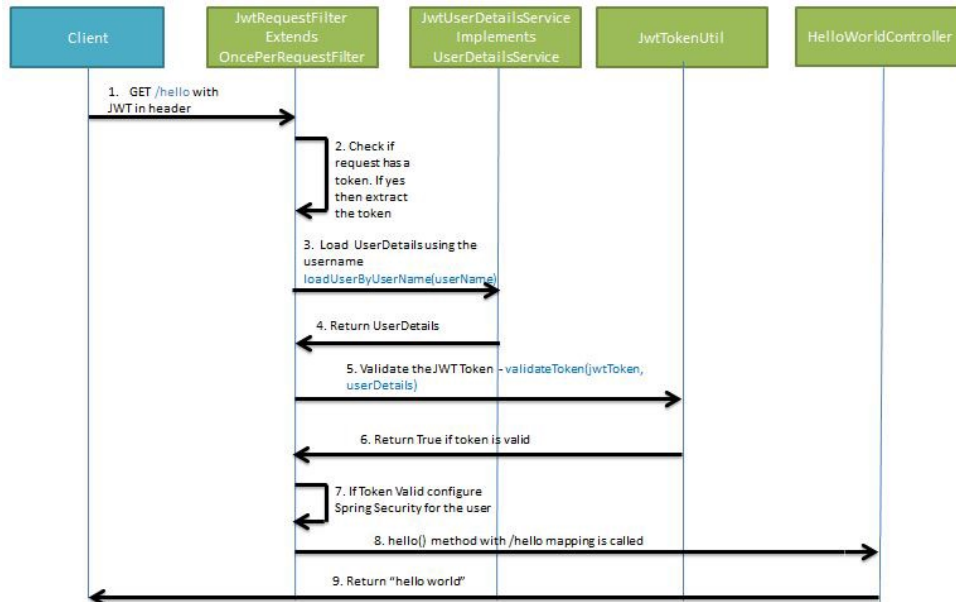 Client
JwtRequestFilter
Extends
OncePerRequestFilter
JwtUserDetailsService
Implements
UserDetailsService
JwtTokenUtil
HelloWorldController
1. GET /hello with
JWT in header
2. Check if
request has a
token. If yes
then extract
the token
3. Load UserDetails using the
username
loadUserByUserName(userName)
4. Return UserDetails
5. Validate the JWT Token - validateToken(jwtToken,
userDetails)
6. Return True if token is valid
7. If Token Valid configure
Spring Security for the user
8. hello() method with /hello mapping is called
9. Return “hello world”